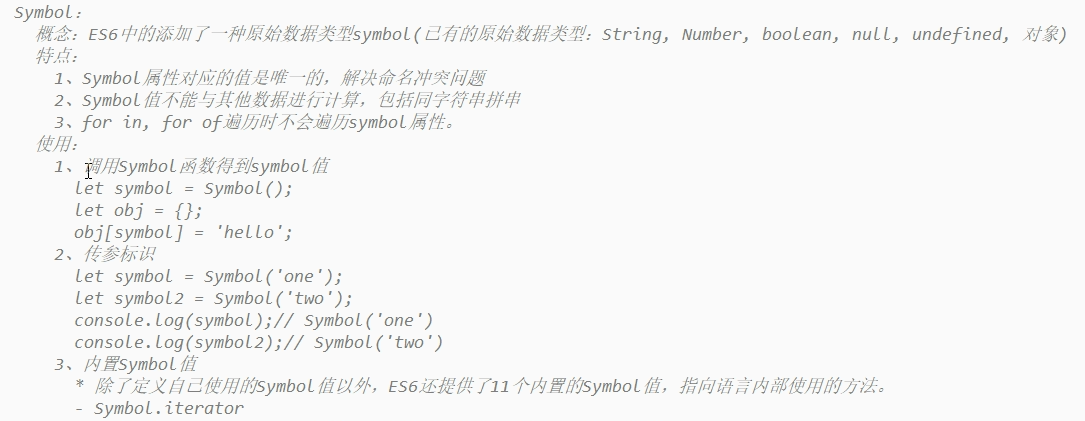 Symbol：
概念：ES6中的添加了一种原始数据类型symbol(已有的原始数据类型：String, Number, boolean, null, undefined, 对象)
特点：
1、Symbol属性对应的值是唯一的，解决命名冲突问题
2、Symbol值不能与其他数据进行计算，包括同字符串拼串
3、for in, for of遍历时不会遍历symbol属性。
使用：
1、调用Symbol函数得到symbol值
let symbol = Symbol();
let obj = {};
obj[symbol] = 'hello';
2、传参标识
let symbol = Symbol('one');
let symbol2 = Symbol('two');
console.log(symbol);// Symbol('one')
console.log(symbol2);// Symbol('two')
3、内置Symbol值
* 除了定义自己使用的Symbol值以外，ES6还提供了11个内置的Symbol值，指向语言内部使用的方法。
- Symbol.iterator